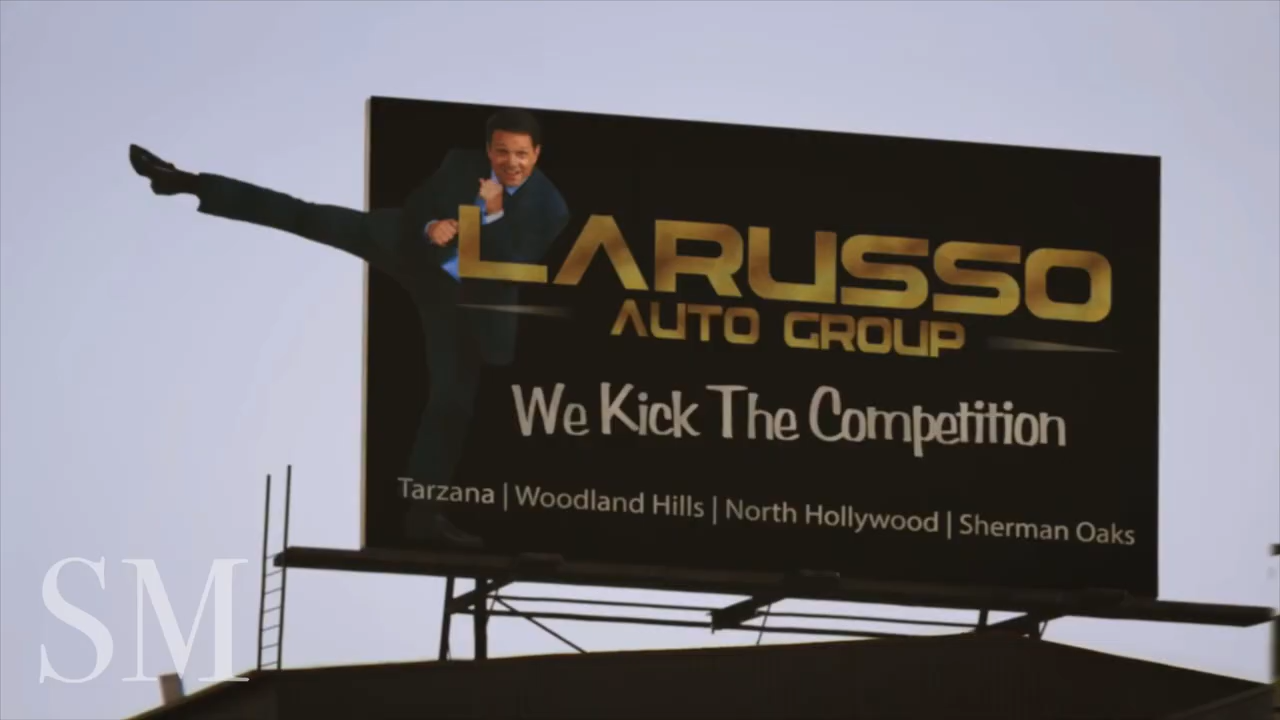 LARUSSO
AUTO GROUP
We Kick The Competition
Tarzana | Woodland Hills | North Hollywood | Sherman Oaks
SM